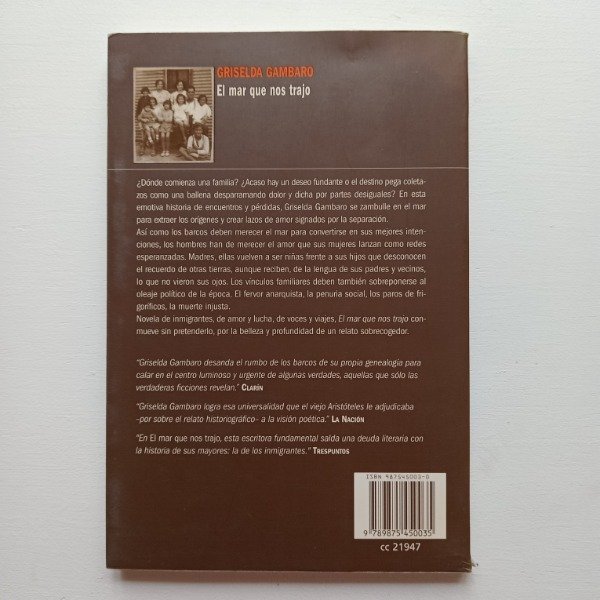 GRISELDA GAMBARO
El mar que nos trajo
¿Dónde comienza una familia? ¿Acaso hay un deseo fundante o el destino pega coleta-
zos como una ballena desparramando dolor y dicha por partes desiguales? En esta
emotiva historia de encuentros y pérdidas, Griselda Gambaro se zambulle en el mar
para extraer los orígenes y crear lazos de amor signados por la separación.
Así como los barcos deben merecer el mar para convertirse en sus mejores inten-
ciones, los hombres han de merecer el amor que sus mujeres lanzan como redes
esperanzadas. Madres, ellas vuelven a ser niñas frente a sus hijos que desconocen
el recuerdo de otras tierras, aunque reciben, de la lengua de sus padres y vecinos,
lo que no vieron sus ojos. Los vínculos familiares deben también sobreponerse al
oleaje político de la época. El fervor anarquista, la penuria social, los paros de fri-
goríficos, la muerte injusta.
Novela de inmigrantes, de amor y lucha, de voces y viajes, El mar que nos trajo con-
mueve sin pretenderlo, por la belleza y profundidad de un relato sobrecogedor.
"Griselda Gambaro desanda el rumbo de los barcos de su propia genealogía para
calar en el centro luminoso y urgente de algunas verdades, aquellas que sólo las
verdaderas ficciones revelan." CLARÍN
"Griselda Gambaro logra esa universalidad que el viejo Aristóteles le adjudicaba
–por sobre el relato historiográfico– a la visión poética." LA NACIÓN
"En El mar que nos trajo, esta escritora fundamental salda una deuda literaria con
la historia de sus mayores: la de los inmigrantes." TRESPUNTOS
ISBN 987545003-0
9 789875 450035
cc 21947